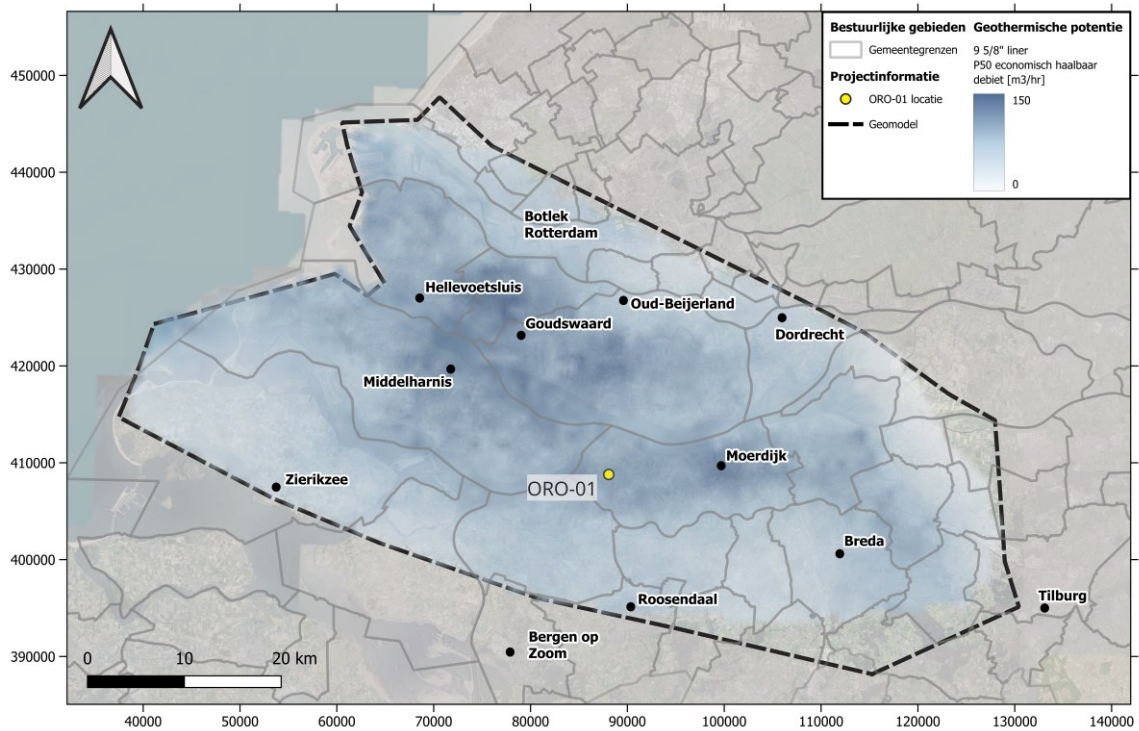 Bestuurlijke gebieden
Gemeentegrenzen
Projectinformatie
ORO-01 locatie
Geomodel
Geothermische potentie
9 5/8" liner
P50 economisch haalbaar
debiet [m3/hr]
150
0
450000
440000
430000
420000
410000
400000
390000
Botlek
Rotterdam
Hellevoetsluis
Oud-Beijerland
Goudswaard
Dordrecht
Middelharnis
Moerdijk
ORO-01
Zierikzee
Breda
Roosendaal
Tilburg
Bergen op
Zoom
0 10 20 km
40000 50000 60000 70000 80000 90000 100000 110000 120000 130000 140000